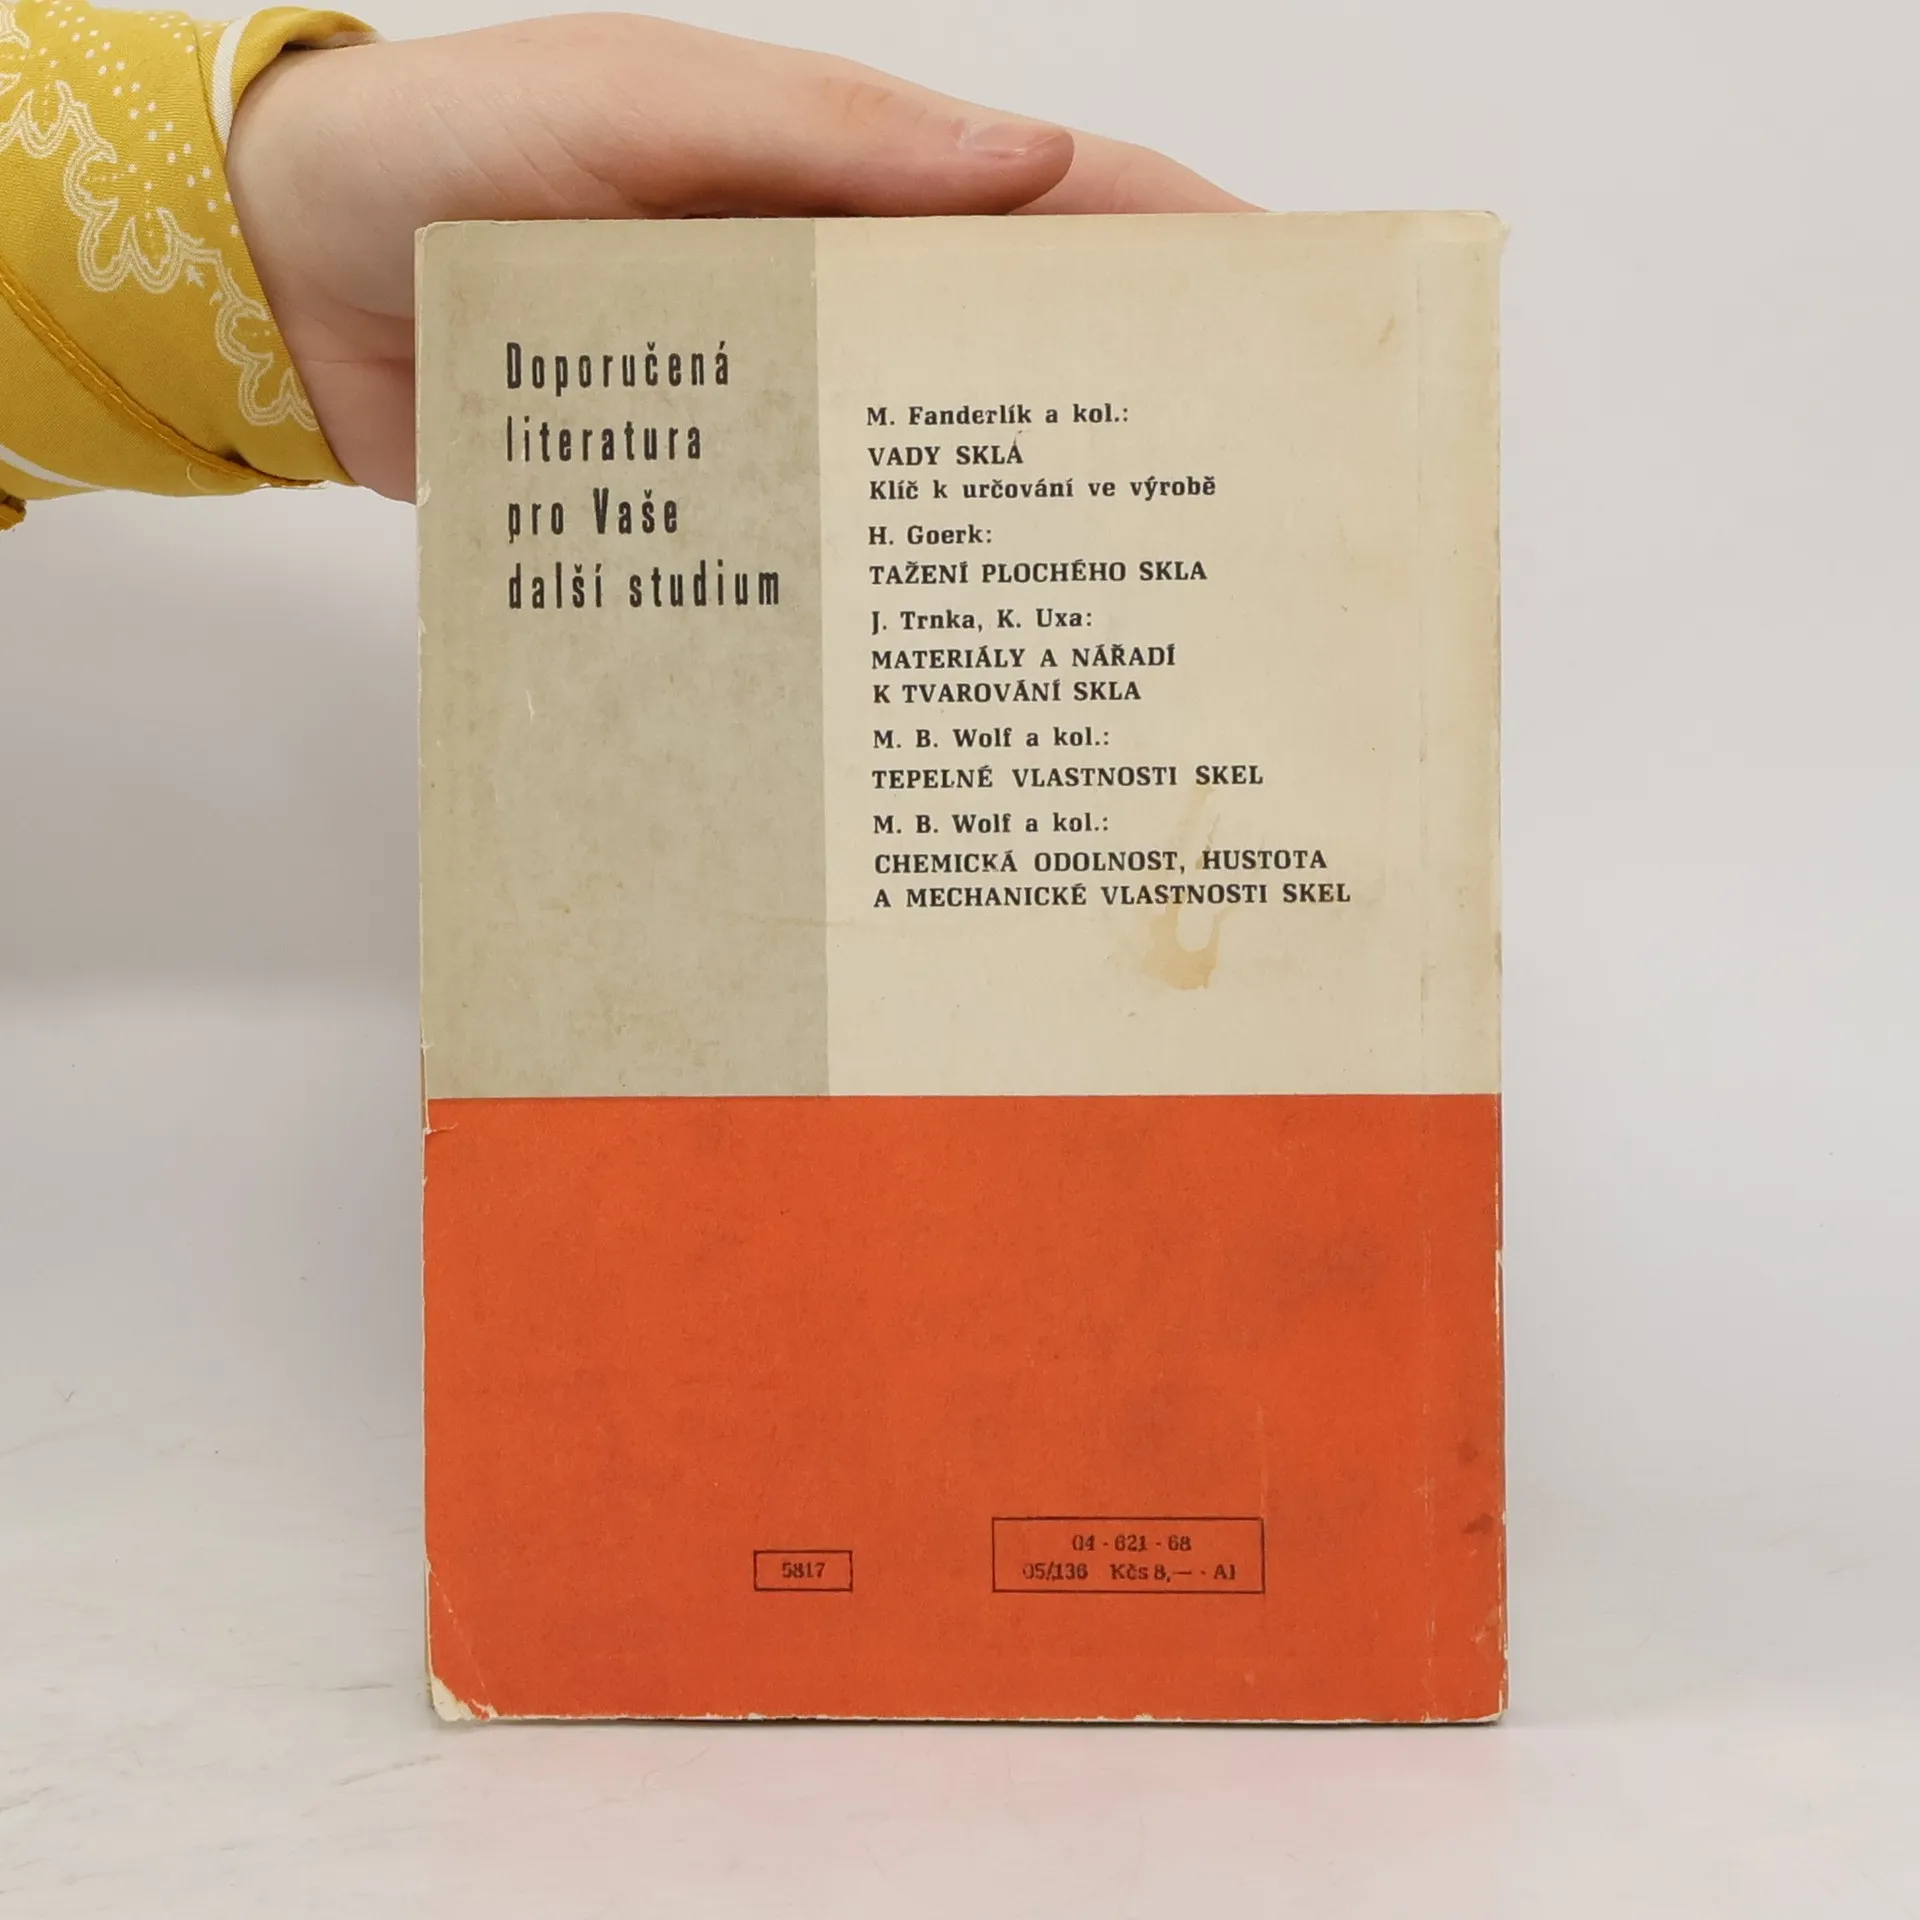 Doporučená
literatura
pro Vaše
další studium
M. Fanderlík a kol.:
VADY SKLA
Klíč k určování ve výrobě
H. Goerk:
TAŽENÍ PLOCHÉHO SKLA
J. Trnka, K. Uxa:
MATERIÁLY A NÁŘADÍ
K TVAROVÁNÍ SKLA
M. B. Wolf a kol.:
TEPELNÉ VLASTNOSTI SKEL
M. B. Wolf a kol.:
CHEMICKÁ ODOLNOST, HUSTOTA
A MECHANICKÉ VLASTNOSTI SKEL
5817
04 - 621 - 68
05/136 Kčs 8,— - AI